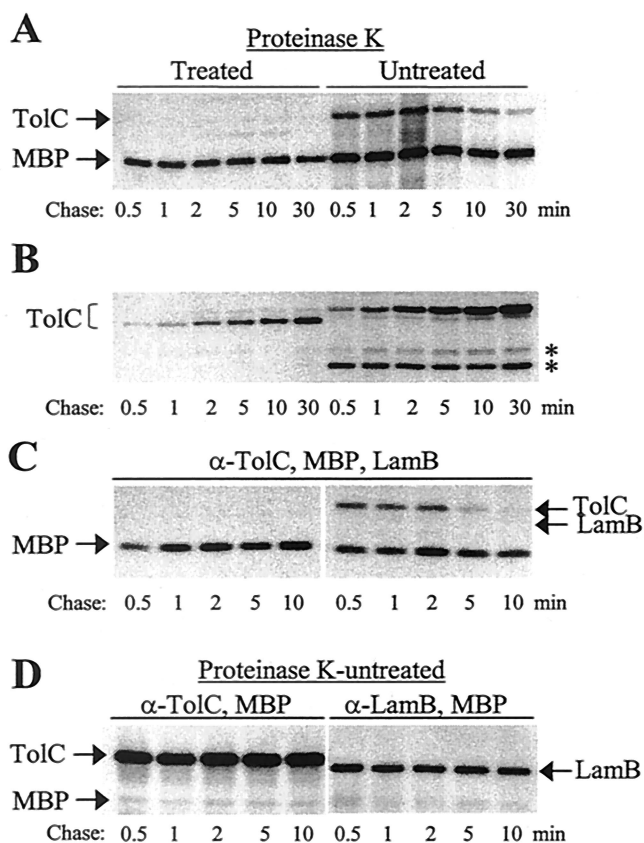 A
Proteinase K
Treated Untreated
TolC
MBP
Chase: 0.5 1 2 5 10 30 0.5 1 2 5 10 30 min
B
TolC [
*
*
0.5 1 2 5 10 30 0.5 1 2 5 10 30 min
C
α-TolC, MBP, LamB
TolC
LamB
MBP
Chase: 0.5 1 2 5 10 0.5 1 2 5 10 min
D
Proteinase K-untreated
α-TolC, MBP α-LamB, MBP
TolC
LamB
MBP
Chase: 0.5 1 2 5 10 0.5 1 2 5 10 min